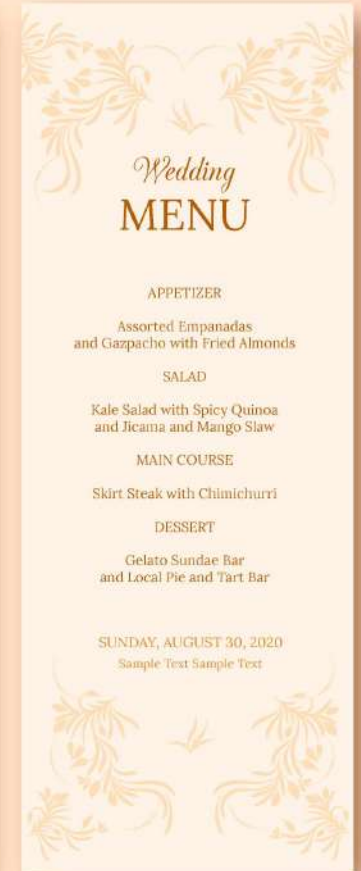 Wedding
MENU
APPETIZER
Assorted Empanadas
and Gazpacho with Fried Almonds
SALAD
Kale Salad with Spicy Quinoa
and Jicama and Mango Slaw
MAIN COURSE
Skirt Steak with Chimichurri
DESSERT
Gelato Sundae Bar
and Local Pie and Tart Bar
SUNDAY, AUGUST 30, 2020
Sample Text Sample Text